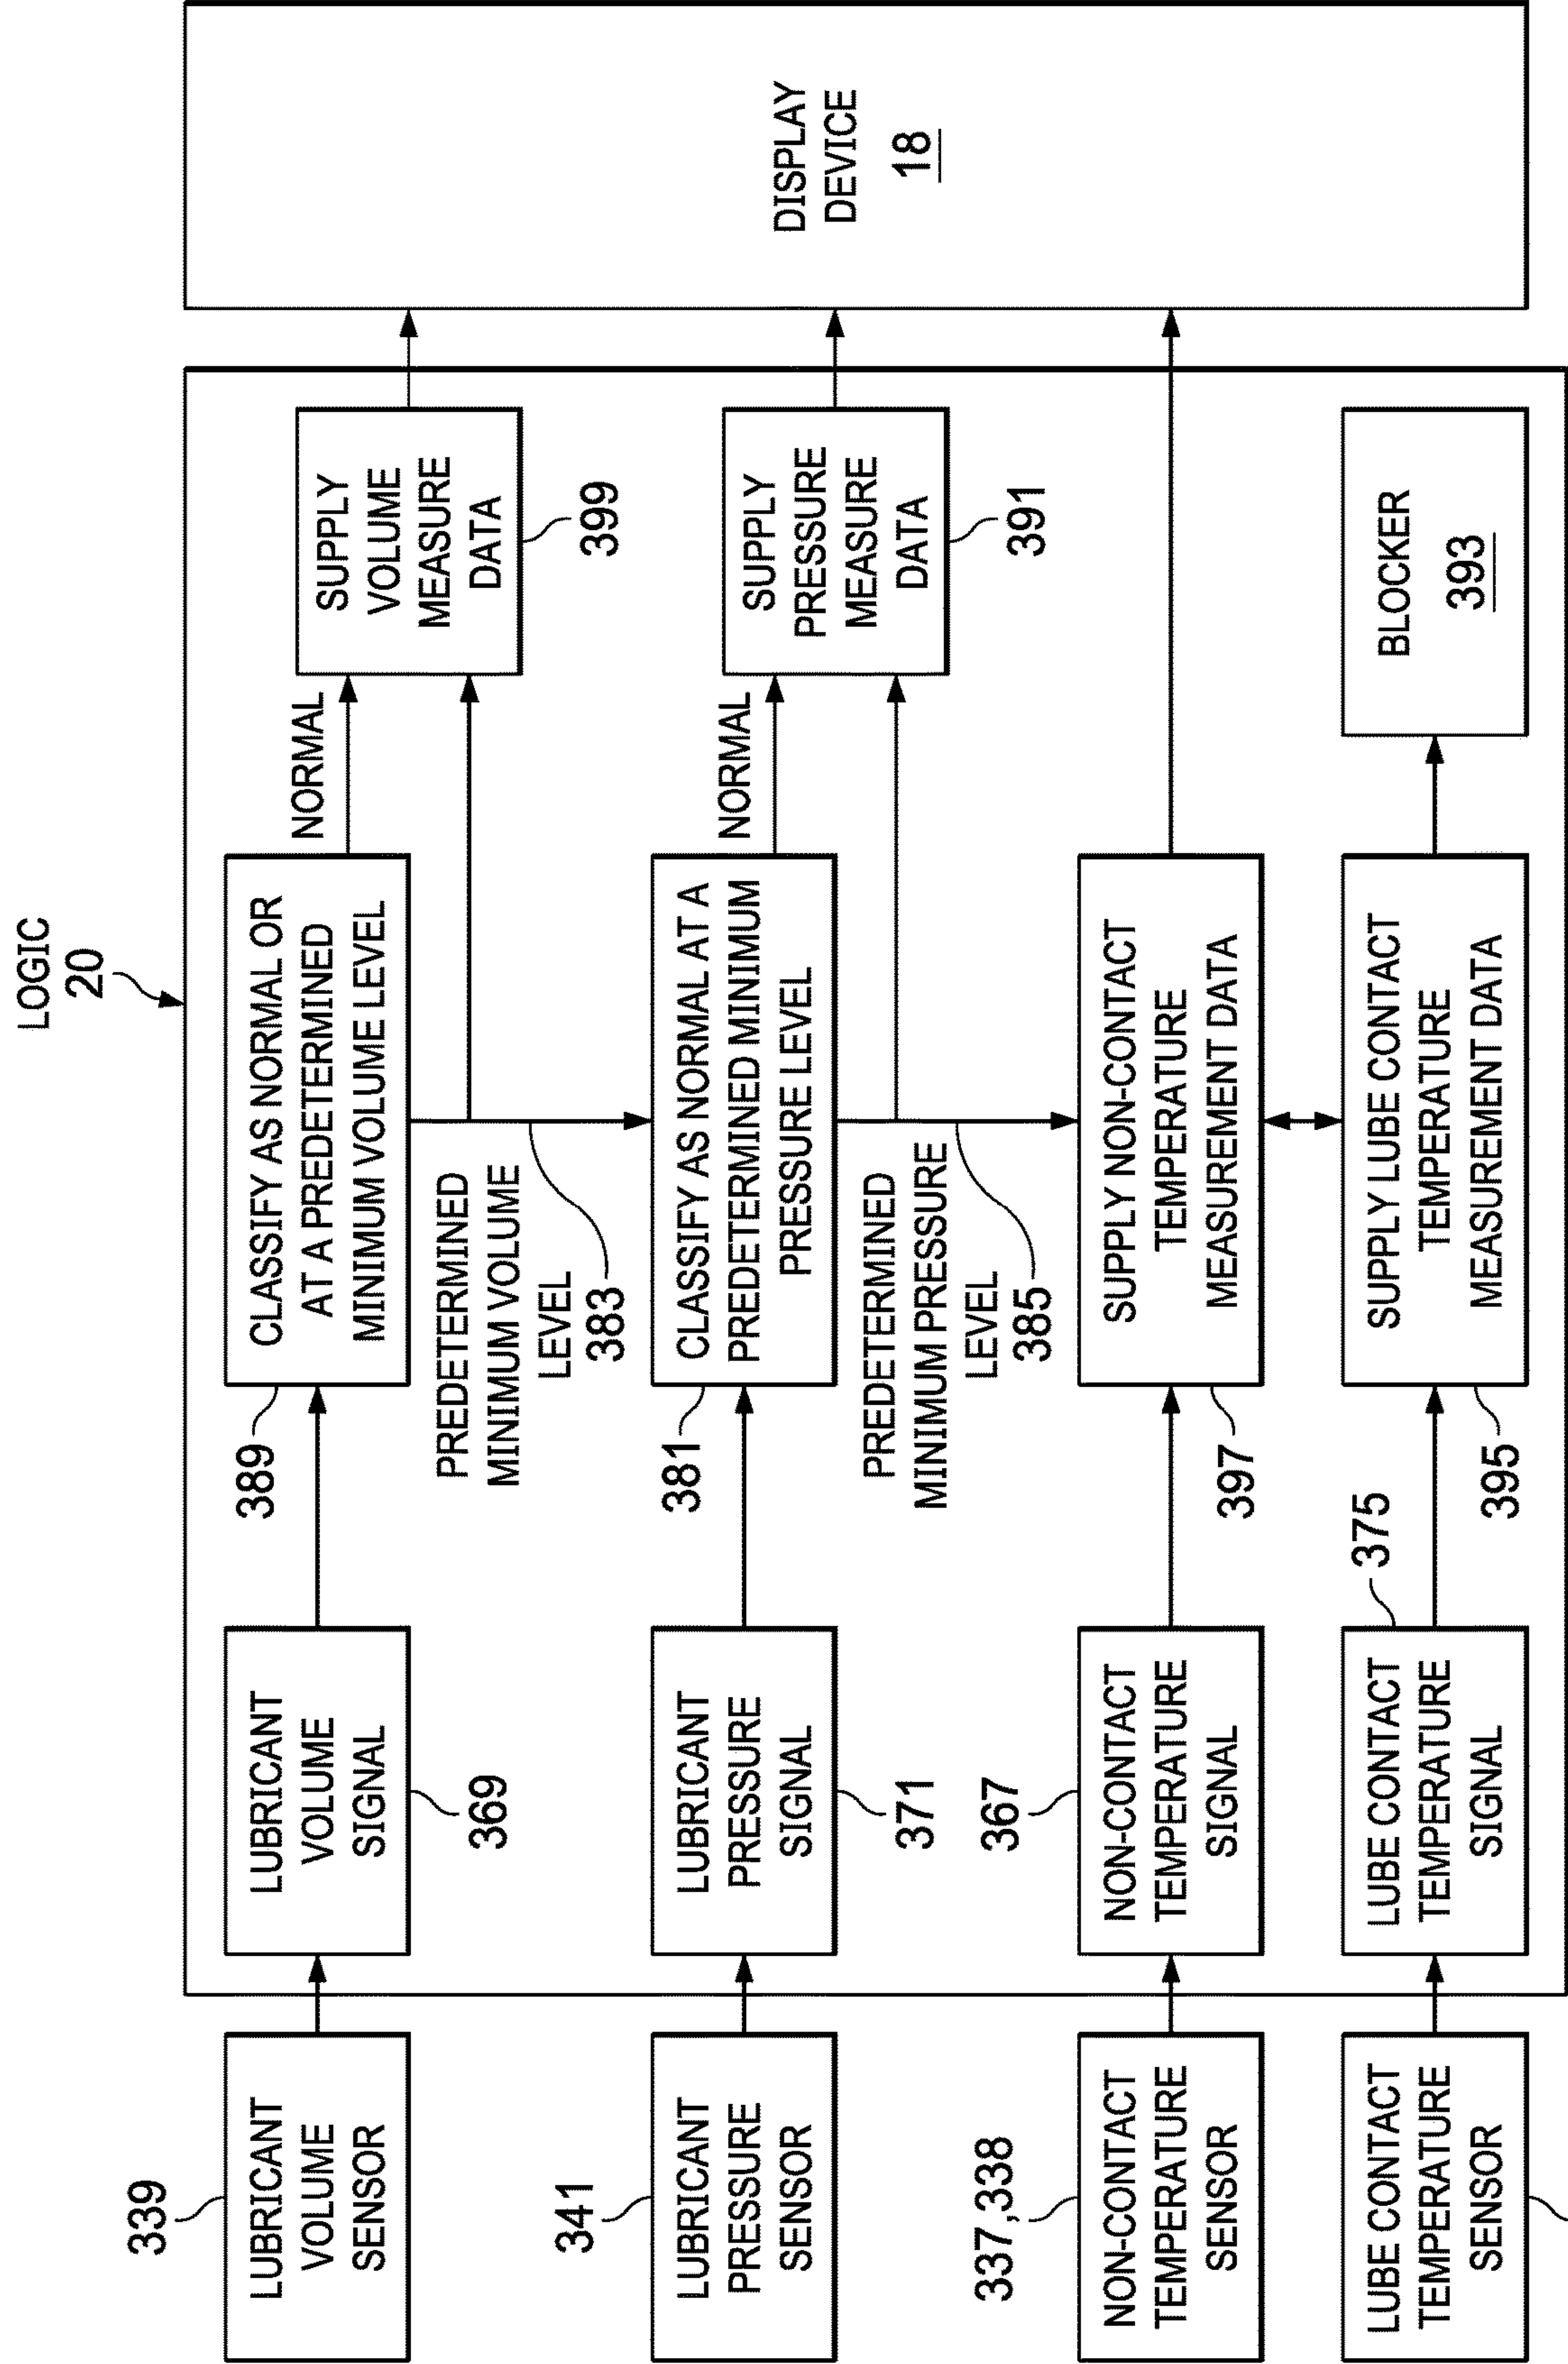 LOGIC
20
339
LUBRICANT
VOLUME
SENSOR
LUBRICANT
VOLUME
SIGNAL
369
389
CLASSIFY AS NORMAL OR
AT A PREDETERMINED
MINIMUM VOLUME LEVEL
NORMAL
SUPPLY
VOLUME
MEASURE
DATA
399
PREDETERMINED
MINIMUM VOLUME
LEVEL
383
341
LUBRICANT
PRESSURE
SENSOR
LUBRICANT
PRESSURE
SIGNAL
371
381
CLASSIFY AS NORMAL AT A
PREDETERMINED MINIMUM
PRESSURE LEVEL
NORMAL
SUPPLY
PRESSURE
MEASURE
DATA
391
PREDETERMINED
MINIMUM PRESSURE
LEVEL
385
337,338
NON-CONTACT
TEMPERATURE
SENSOR
367
NON-CONTACT
TEMPERATURE
SIGNAL
SUPPLY NON-CONTACT
TEMPERATURE
MEASUREMENT DATA
397
LUBE CONTACT
TEMPERATURE
SENSOR
375
LUBE CONTACT
TEMPERATURE
SIGNAL
SUPPLY LUBE CONTACT
TEMPERATURE
MEASUREMENT DATA
395
BLOCKER
393
DISPLAY
DEVICE
18